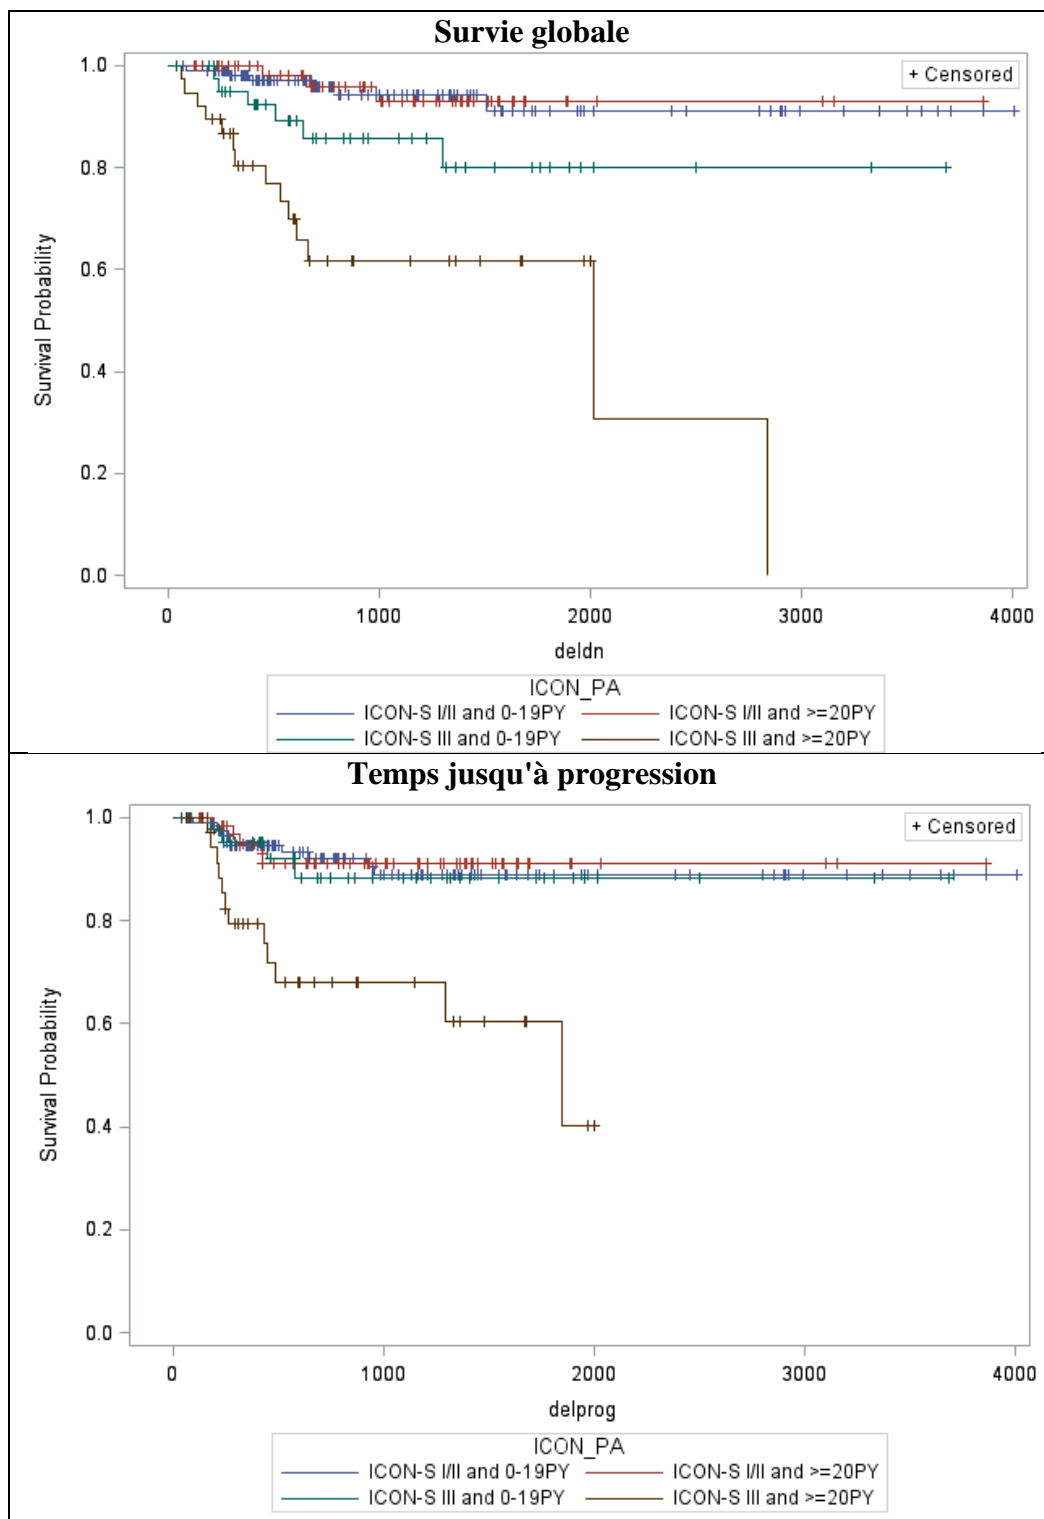 Survie globale
+ Censored
1.0
0.8
0.6
0.4
0.2
0.0
Survival Probability
0 1000 2000 3000 4000
deldn
ICON_PA
ICON-S I/II and 0-19PY ICON-S I/II and >=20PY
ICON-S III and 0-19PY ICON-S III and >=20PY
Temps jusqu'à progression
+ Censored
1.0
0.8
0.6
0.4
0.2
0.0
Survival Probability
0 1000 2000 3000 4000
delprog
ICON_PA
ICON-S I/II and 0-19PY ICON-S I/II and >=20PY
ICON-S III and 0-19PY ICON-S III and >=20PY